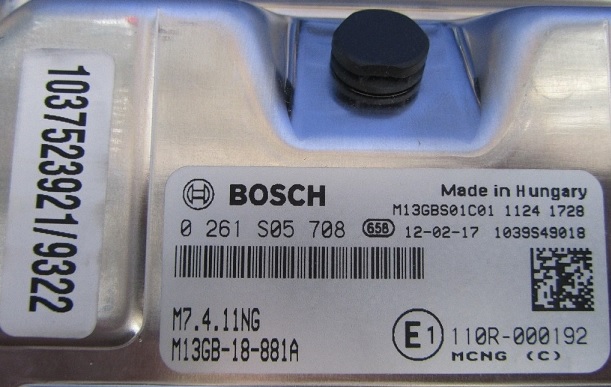 1037523921/9322
BOSCH
Made in Hungary
M13GBS01C01 1124 1728
0 261 S05 708 658 12-02-17 1039S49018
M7.4.11NG
M13GB-18-881A
E1 110R-000192
MCNG (C)